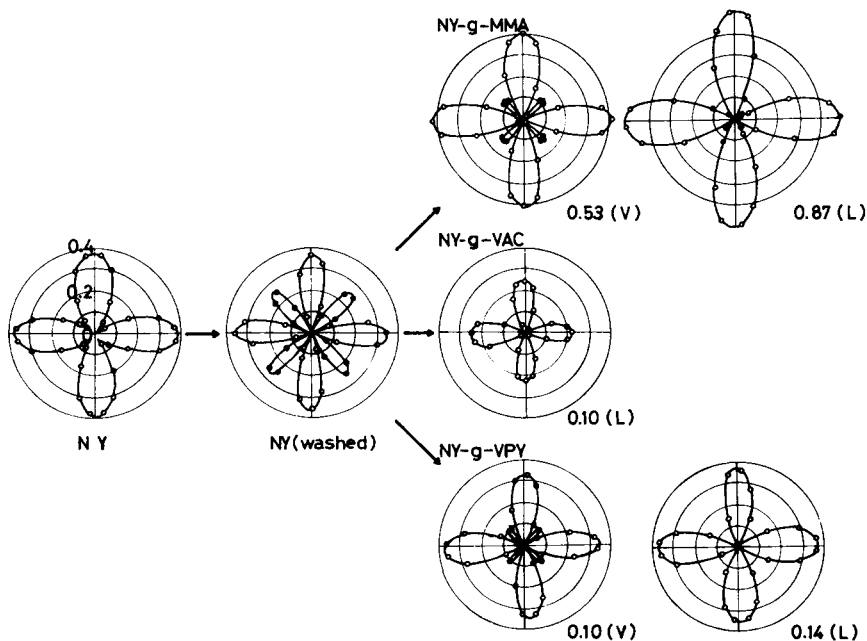 NY-g-MMA
0.53 (V)
0.87 (L)
NY-g-VAC
0.10 (L)
0.4
0.2
0
N Y
NY (washed)
NY-g-VPY
0.10 (V)
0.14 (L)